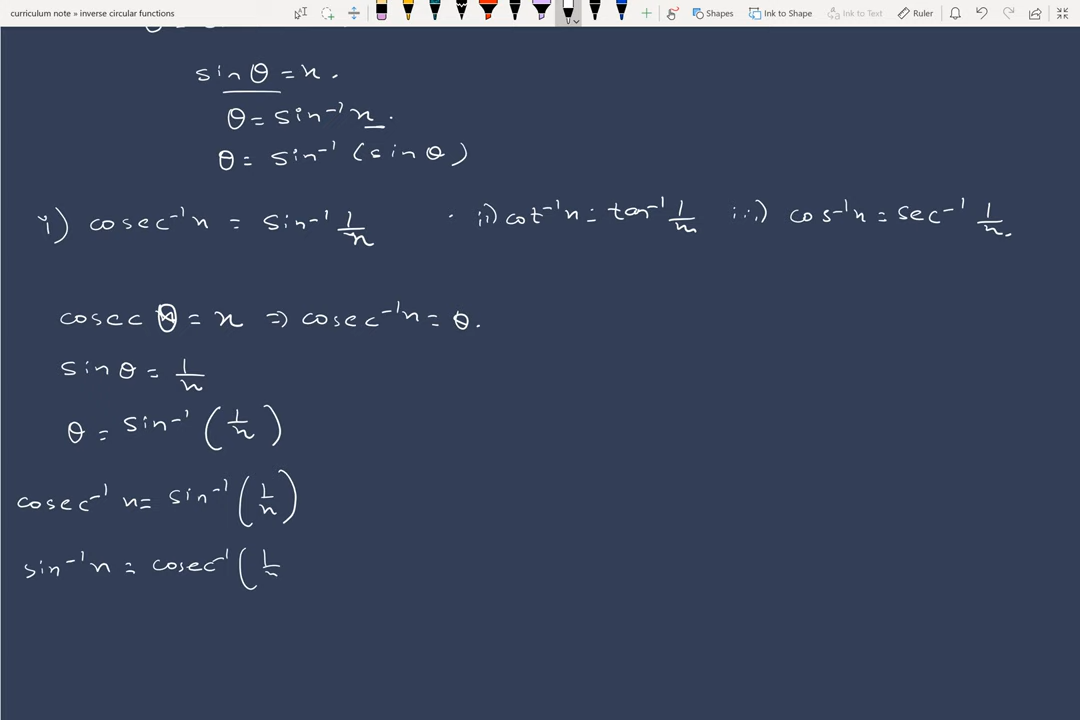 curriculum note » inverse circular functions Shapes Ink to Shape Ink to Text Ruler
sin θ = x.
θ = sin⁻¹ x.
θ = sin⁻¹ (sin θ)
i) cosec⁻¹x = sin⁻¹ 1/x ii) cot⁻¹x = tan⁻¹ 1/x iii) cos⁻¹x = sec⁻¹ 1/x.
cosec θ = x ⇒ cosec⁻¹x = θ.
sin θ = 1/x
θ = sin⁻¹ (1/x)
cosec⁻¹ x = sin⁻¹ (1/x)
sin⁻¹x = cosec⁻¹ (1/x